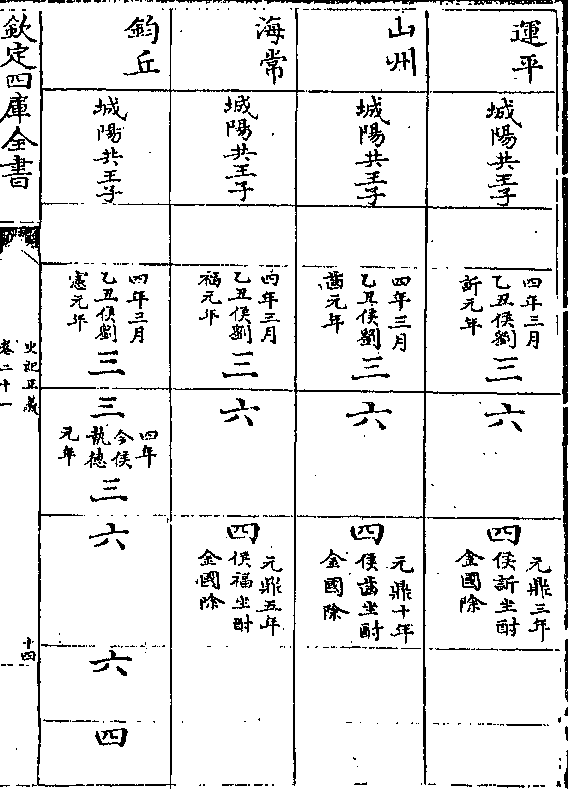 運平
城陽共王子
四年三月
乙丑侯劉
訢元年
三
六
四
元鼎三年
侯訢坐酎
金國除
山州
城陽共王子
四年三月
乙丑侯劉
齒元年
三
六
四
元鼎十年
侯齒坐酎
金國除
海常
城陽共王子
四年三月
乙丑侯劉
福元年
三
六
四
元鼎五年
侯福坐酎
金國除
鈞丘
城陽共王子
四年三月
乙丑侯劉
憲元年
三
三
四年
今侯
執德
元年
三
六
六
四
欽定四庫全書
史記正義
卷二十一
十四